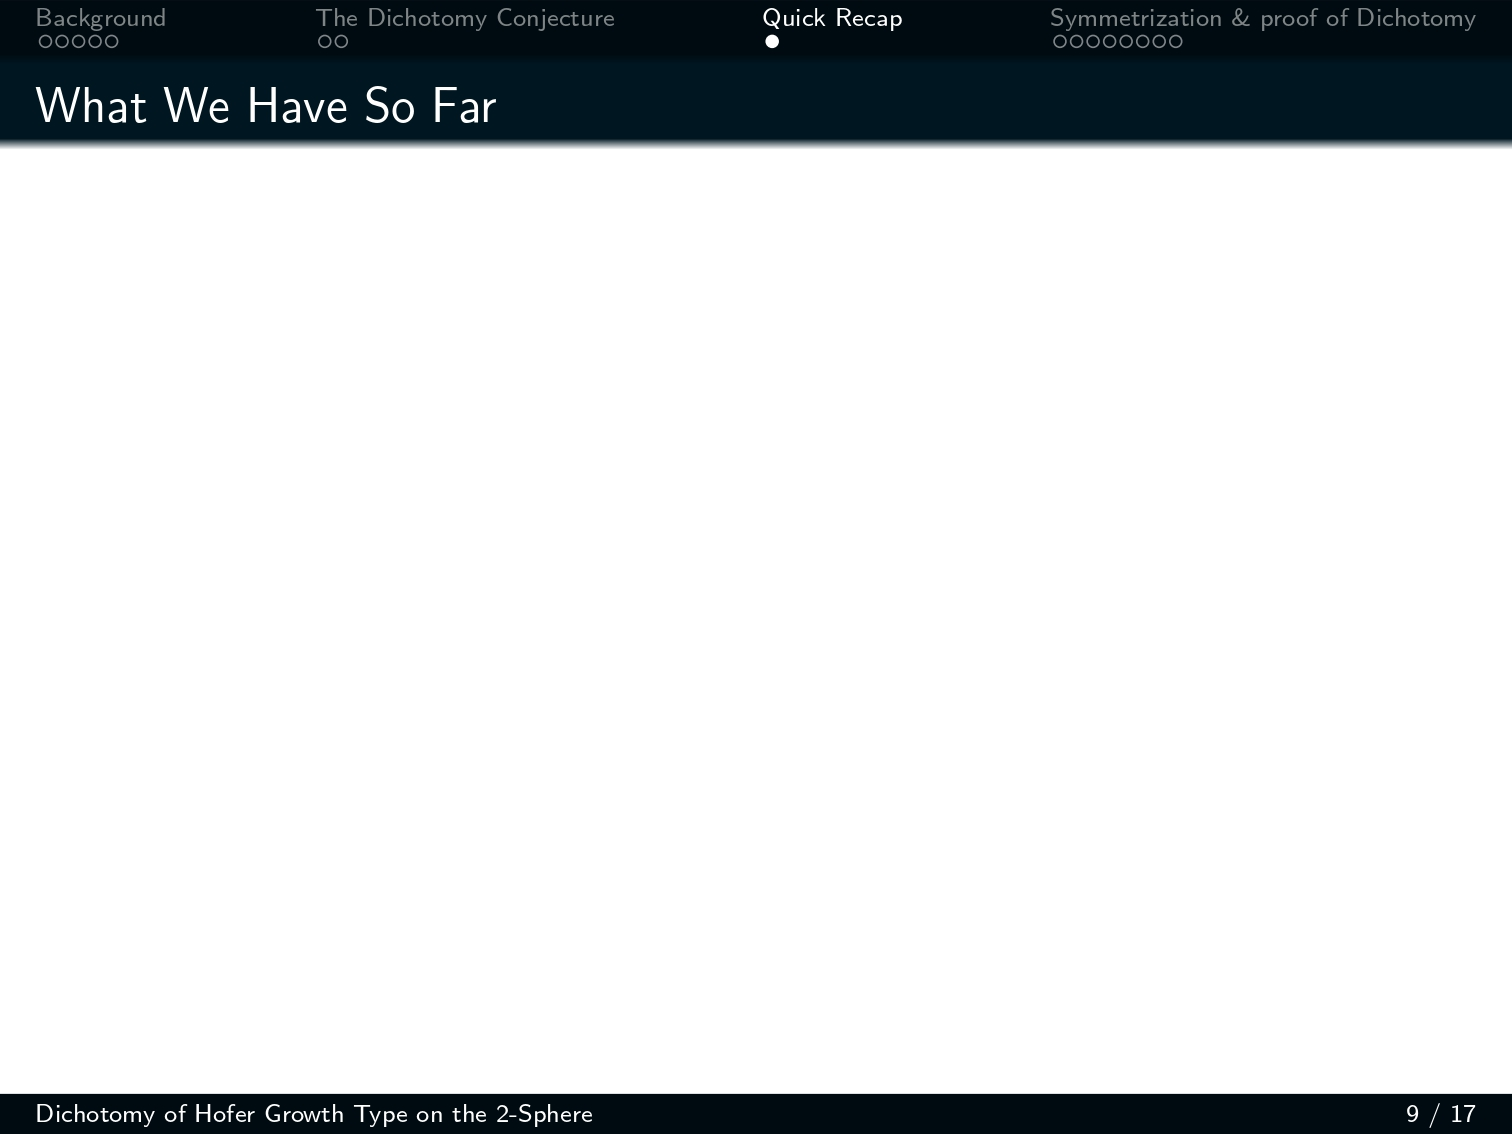 Background The Dichotomy Conjecture Quick Recap Symmetrization & proof of Dichotomy
What We Have So Far
Dichotomy of Hofer Growth Type on the 2-Sphere 9 / 17